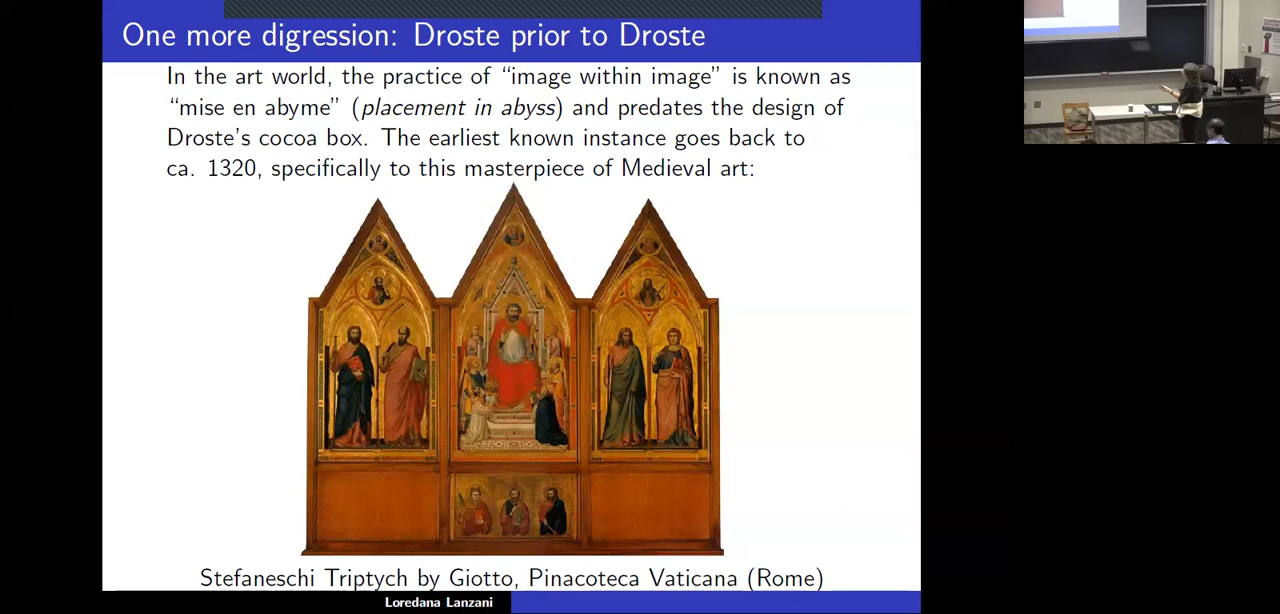 One more digression: Droste prior to Droste
In the art world, the practice of “image within image” is known as
“mise en abyme” (placement in abyss) and predates the design of
Droste’s cocoa box. The earliest known instance goes back to
ca. 1320, specifically to this masterpiece of Medieval art:
Stefaneschi Triptych by Giotto, Pinacoteca Vaticana (Rome)
Loredana Lanzani